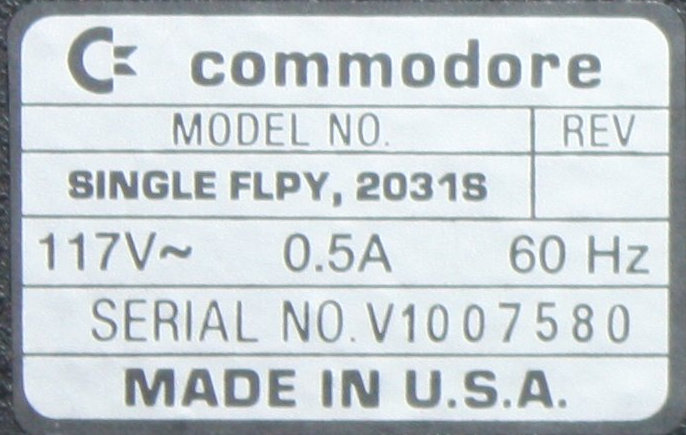 commodore
MODEL NO. REV
SINGLE FLPY, 2031S
117V~ 0.5A 60 Hz
SERIAL NO. V1007580
MADE IN U.S.A.